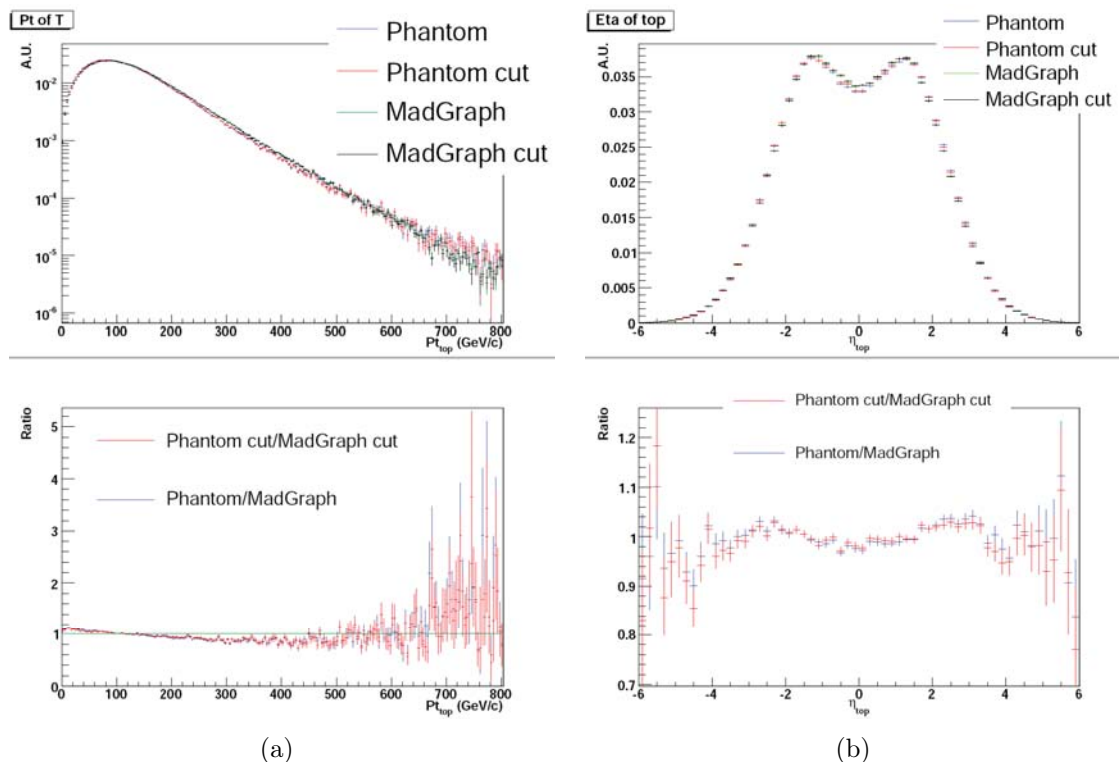 Pt of T
A.U.
Phantom
Phantom cut
MadGraph
MadGraph cut
10⁻²
10⁻³
10⁻⁴
10⁻⁵
10⁻⁶
0 100 200 300 400 500 600 700 800
Pt_top (GeV/c)
Eta of top
A.U.
Phantom
Phantom cut
MadGraph
MadGraph cut
0.035
0.03
0.025
0.02
0.015
0.01
0.005
0
-6 -4 -2 0 2 4 6
η_top
Ratio
Phantom cut/MadGraph cut
Phantom/MadGraph
5
4
3
2
1
0
0 100 200 300 400 500 600 700 800
Pt_top (GeV/c)
Ratio
Phantom cut/MadGraph cut
Phantom/MadGraph
1.2
1.1
1
0.9
0.8
0.7
-6 -4 -2 0 2 4 6
η_top
(a)
(b)